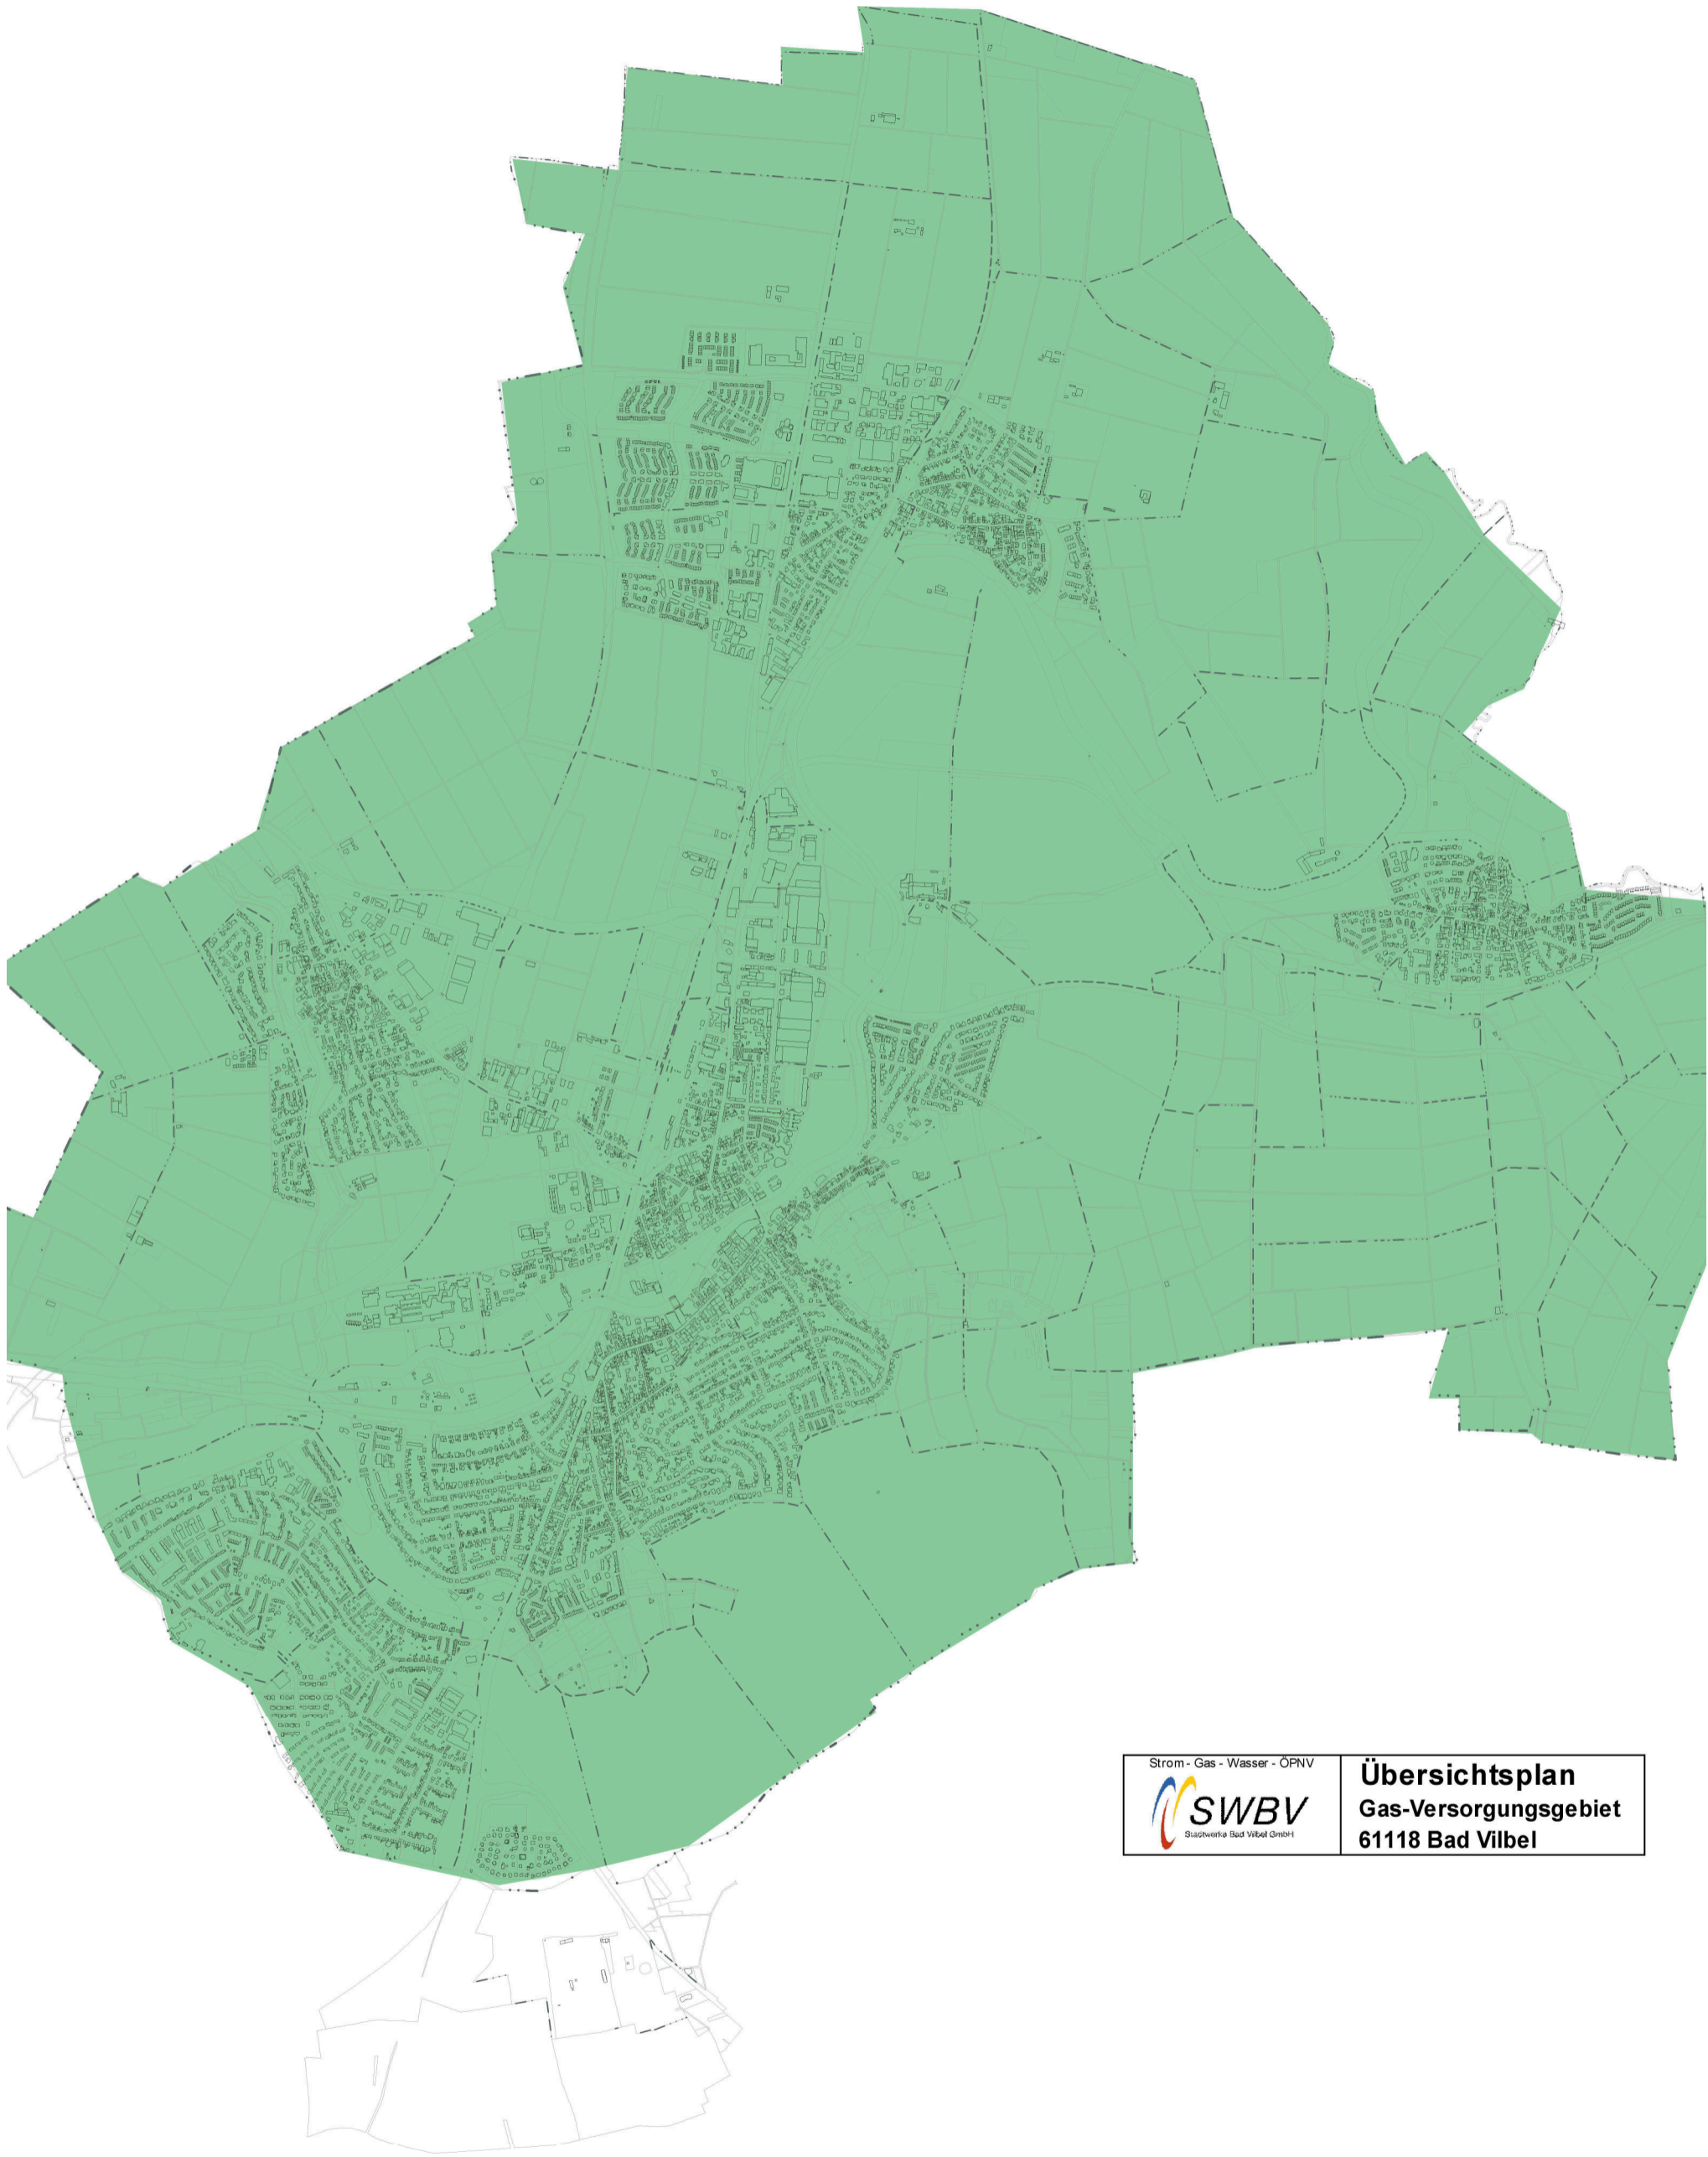 Strom - Gas - Wasser - ÖPNV
SWBV
Stadtwerke Bad Vilbel GmbH
Übersichtsplan
Gas-Versorgungsgebiet
61118 Bad Vilbel